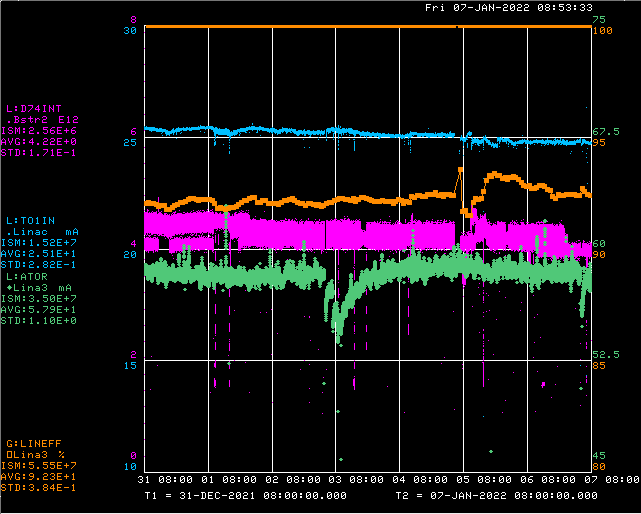 Fri 07-JAN-2022 08:53:33
8 75
30 100
L:D74INT
.Bstr2 E12
ISM:2.56E+6
AVG:4.22E+0
STD:1.71E-1
6 67.5
25 95
L:TO1IN
.Linac mA
ISM:1.52E+7
AVG:2.51E+1
STD:2.82E-1
L:ATOR
◆Lina3 mA
ISM:3.50E+7
AVG:5.79E+1
STD:1.10E+0
4 60
20 90
2 52.5
15 85
G:LINEFF
□Lina3 %
ISM:5.55E+7
AVG:9.23E+1
STD:3.84E-1
0 45
10 80
31 08:00 01 08:00 02 08:00 03 08:00 04 08:00 05 08:00 06 08:00 07 08:00
T1 = 31-DEC-2021 08:00:00.000 T2 = 07-JAN-2022 08:00:00.000